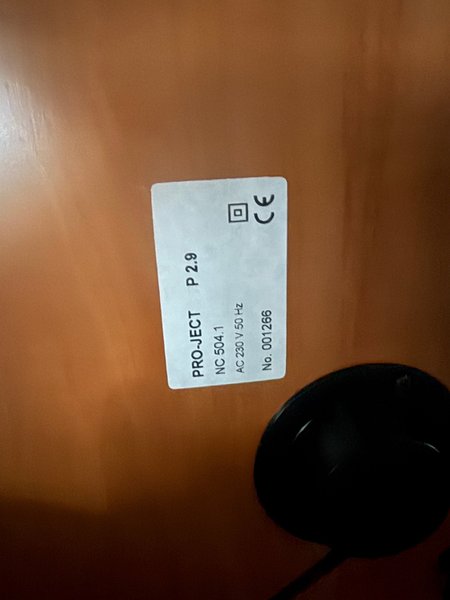 PRO-JECT P 2.9
NC 504.1
AC 230 V 50 Hz
No. 001266
CE